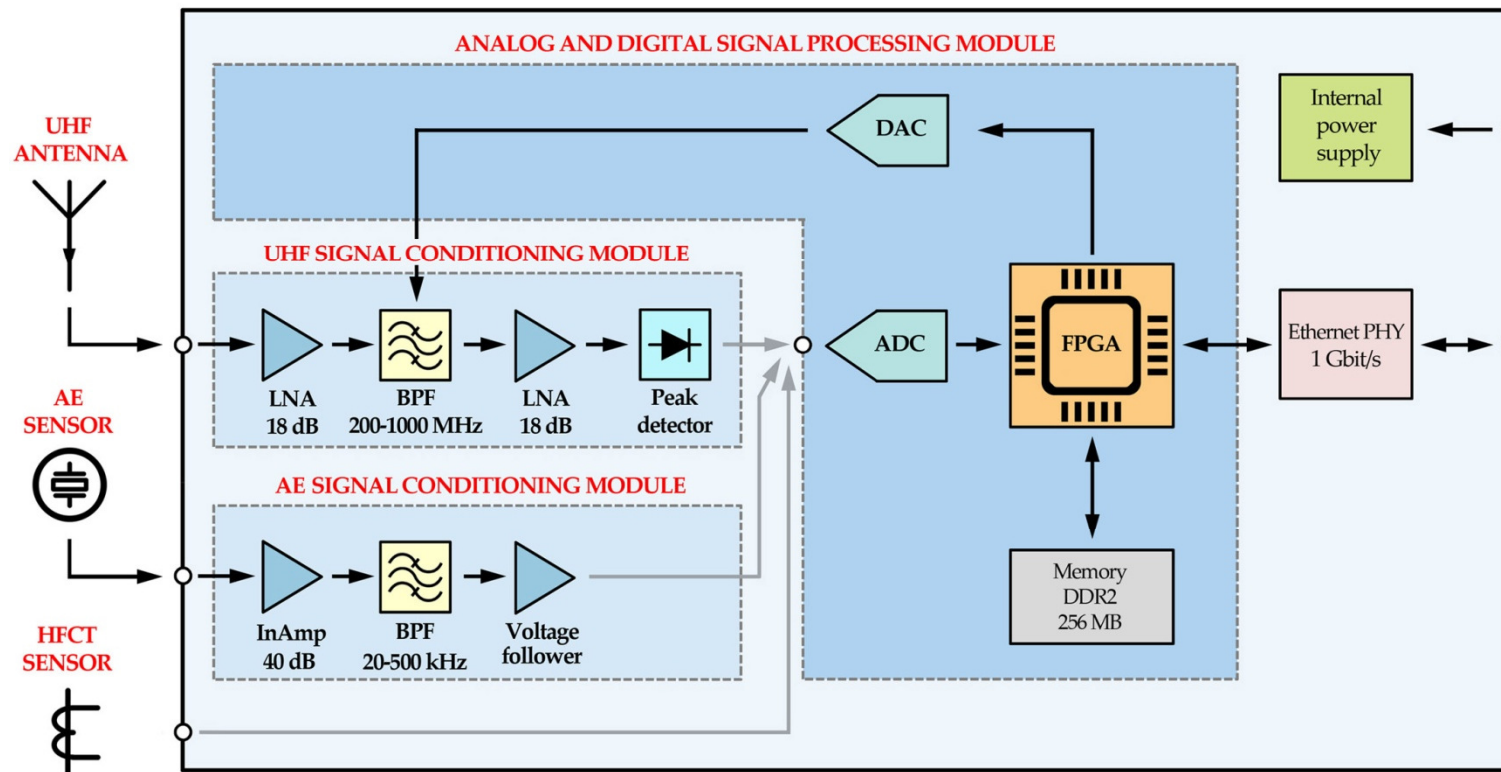 ANALOG AND DIGITAL SIGNAL PROCESSING MODULE
UHF
ANTENNA
DAC
Internal
power
supply
UHF SIGNAL CONDITIONING MODULE
LNA
18 dB
BPF
200-1000 MHz
LNA
18 dB
Peak
detector
ADC
FPGA
Ethernet PHY
1 Gbit/s
AE
SENSOR
AE SIGNAL CONDITIONING MODULE
InAmp
40 dB
BPF
20-500 kHz
Voltage
follower
Memory
DDR2
256 MB
HFCT
SENSOR